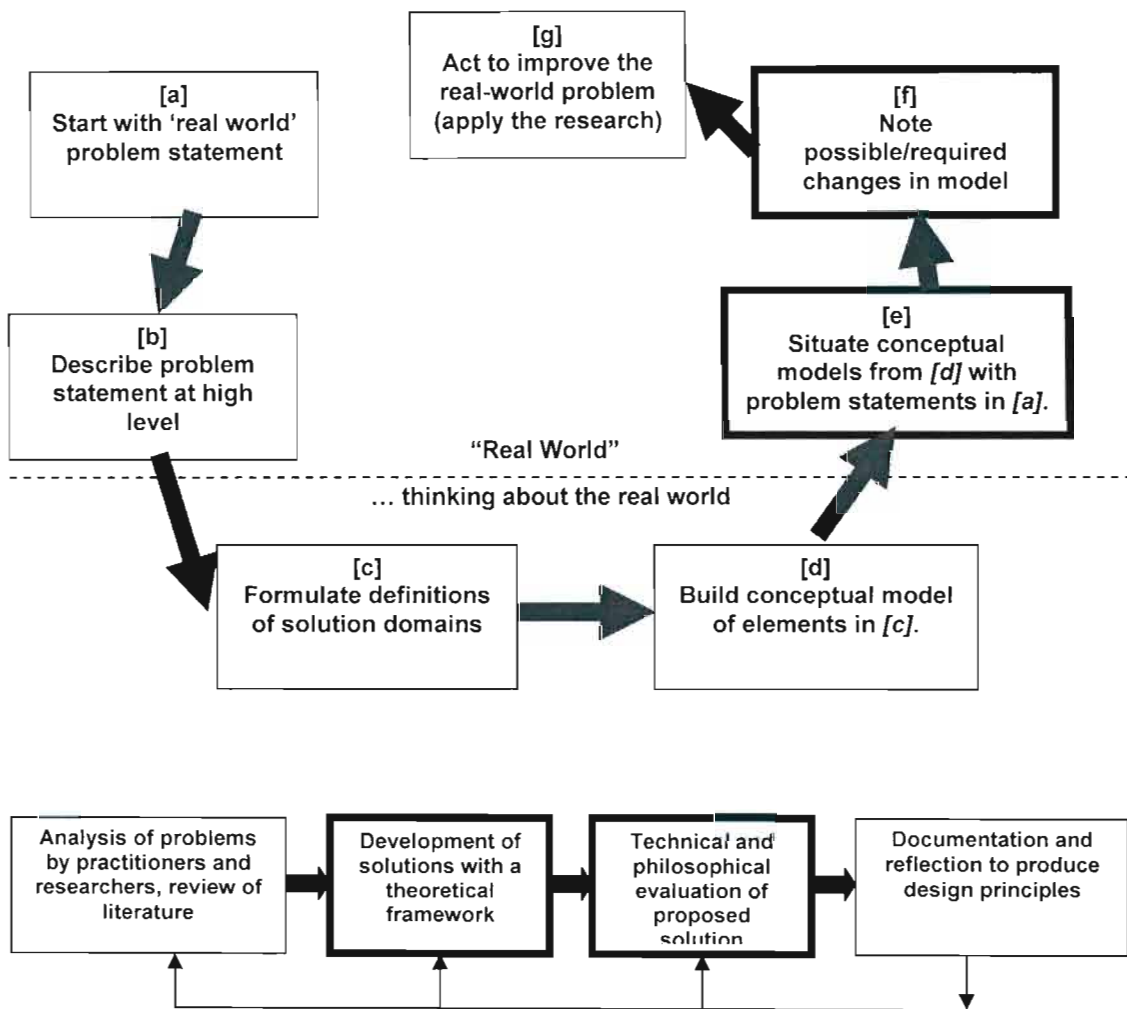 [a]
Start with ‘real world’
problem statement
[b]
Describe problem
statement at high
level
[c]
Formulate definitions
of solution domains
[d]
Build conceptual model
of elements in [c].
[e]
Situate conceptual
models from [d] with
problem statements in [a].
[f]
Note
possible/required
changes in model
[g]
Act to improve the
real-world problem
(apply the research)
“Real World”
... thinking about the real world
Analysis of problems
by practitioners and
researchers, review of
literature
Development of
solutions with a
theoretical
framework
Technical and
philosophical
evaluation of
proposed
solution
Documentation and
reflection to produce
design principles